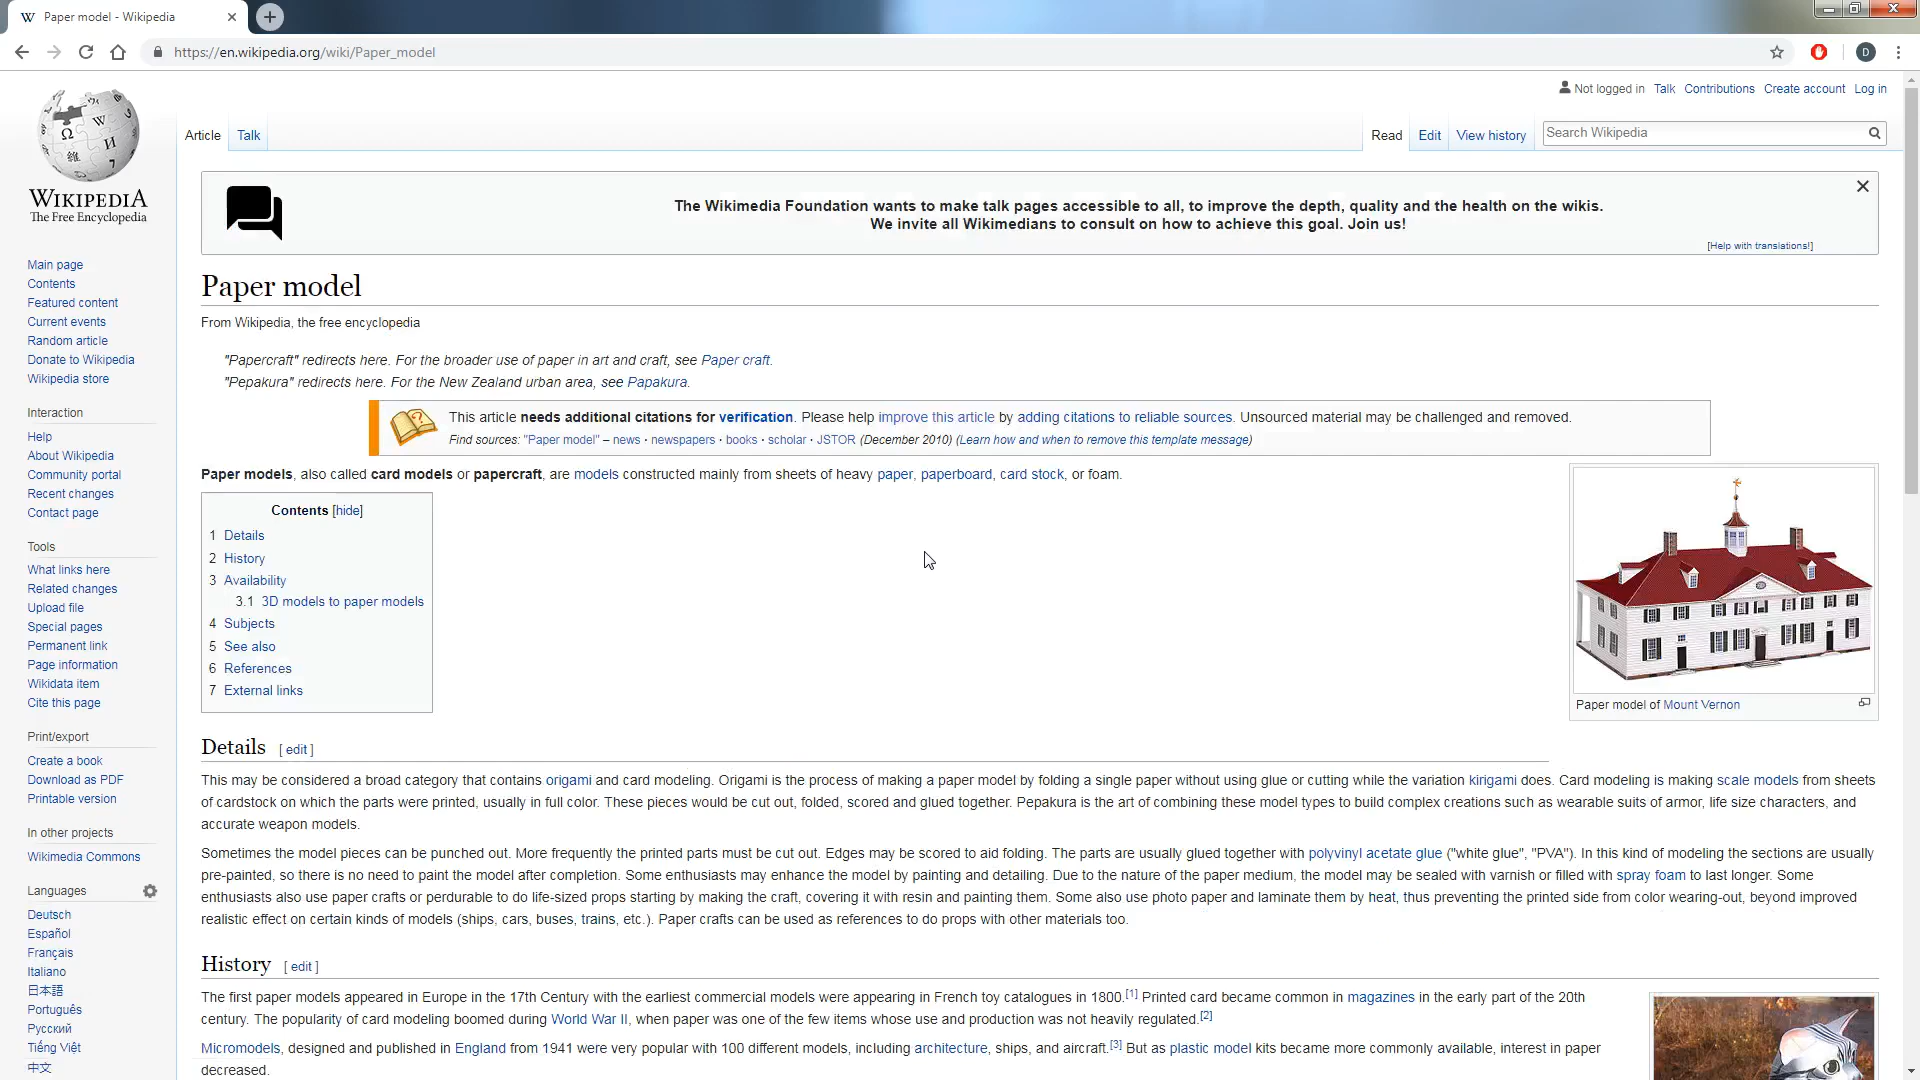 Paper model - Wikipedia
https://en.wikipedia.org/wiki/Paper_model
D
Not logged in Talk Contributions Create account Log in
Article Talk
Read Edit View history
Search Wikipedia
WIKIPEDIA
The Free Encyclopedia
Main page
Contents
Featured content
Current events
Random article
Donate to Wikipedia
Wikipedia store
Interaction
Help
About Wikipedia
Community portal
Recent changes
Contact page
Tools
What links here
Related changes
Upload file
Special pages
Permanent link
Page information
Wikidata item
Cite this page
Print/export
Create a book
Download as PDF
Printable version
In other projects
Wikimedia Commons
Languages
Deutsch
Español
Français
Italiano
日本語
Português
Русский
Tiếng Việt
中文
The Wikimedia Foundation wants to make talk pages accessible to all, to improve the depth, quality and the health on the wikis.
We invite all Wikimedians to consult on how to achieve this goal. Join us!
[Help with translations!]
Paper model
From Wikipedia, the free encyclopedia
"Papercraft" redirects here. For the broader use of paper in art and craft, see Paper craft.
"Pepakura" redirects here. For the New Zealand urban area, see Papakura.
This article needs additional citations for verification. Please help improve this article by adding citations to reliable sources. Unsourced material may be challenged and removed.
Find sources: "Paper model" – news · newspapers · books · scholar · JSTOR (December 2010) (Learn how and when to remove this template message)
Paper models, also called card models or papercraft, are models constructed mainly from sheets of heavy paper, paperboard, card stock, or foam.
Contents [hide]
1 Details
2 History
3 Availability
3.1 3D models to paper models
4 Subjects
5 See also
6 References
7 External links
Paper model of Mount Vernon
Details [ edit ]
This may be considered a broad category that contains origami and card modeling. Origami is the process of making a paper model by folding a single paper without using glue or cutting while the variation kirigami does. Card modeling is making scale models from sheets
of cardstock on which the parts were printed, usually in full color. These pieces would be cut out, folded, scored and glued together. Pepakura is the art of combining these model types to build complex creations such as wearable suits of armor, life size characters, and
accurate weapon models.
Sometimes the model pieces can be punched out. More frequently the printed parts must be cut out. Edges may be scored to aid folding. The parts are usually glued together with polyvinyl acetate glue ("white glue", "PVA"). In this kind of modeling the sections are usually
pre-painted, so there is no need to paint the model after completion. Some enthusiasts may enhance the model by painting and detailing. Due to the nature of the paper medium, the model may be sealed with varnish or filled with spray foam to last longer. Some
enthusiasts also use paper crafts or perdurable to do life-sized props starting by making the craft, covering it with resin and painting them. Some also use photo paper and laminate them by heat, thus preventing the printed side from color wearing-out, beyond improved
realistic effect on certain kinds of models (ships, cars, buses, trains, etc.). Paper crafts can be used as references to do props with other materials too.
History [ edit ]
The first paper models appeared in Europe in the 17th Century with the earliest commercial models were appearing in French toy catalogues in 1800.[1] Printed card became common in magazines in the early part of the 20th
century. The popularity of card modeling boomed during World War II, when paper was one of the few items whose use and production was not heavily regulated.[2]
Micromodels, designed and published in England from 1941 were very popular with 100 different models, including architecture, ships, and aircraft.[3] But as plastic model kits became more commonly available, interest in paper
decreased.